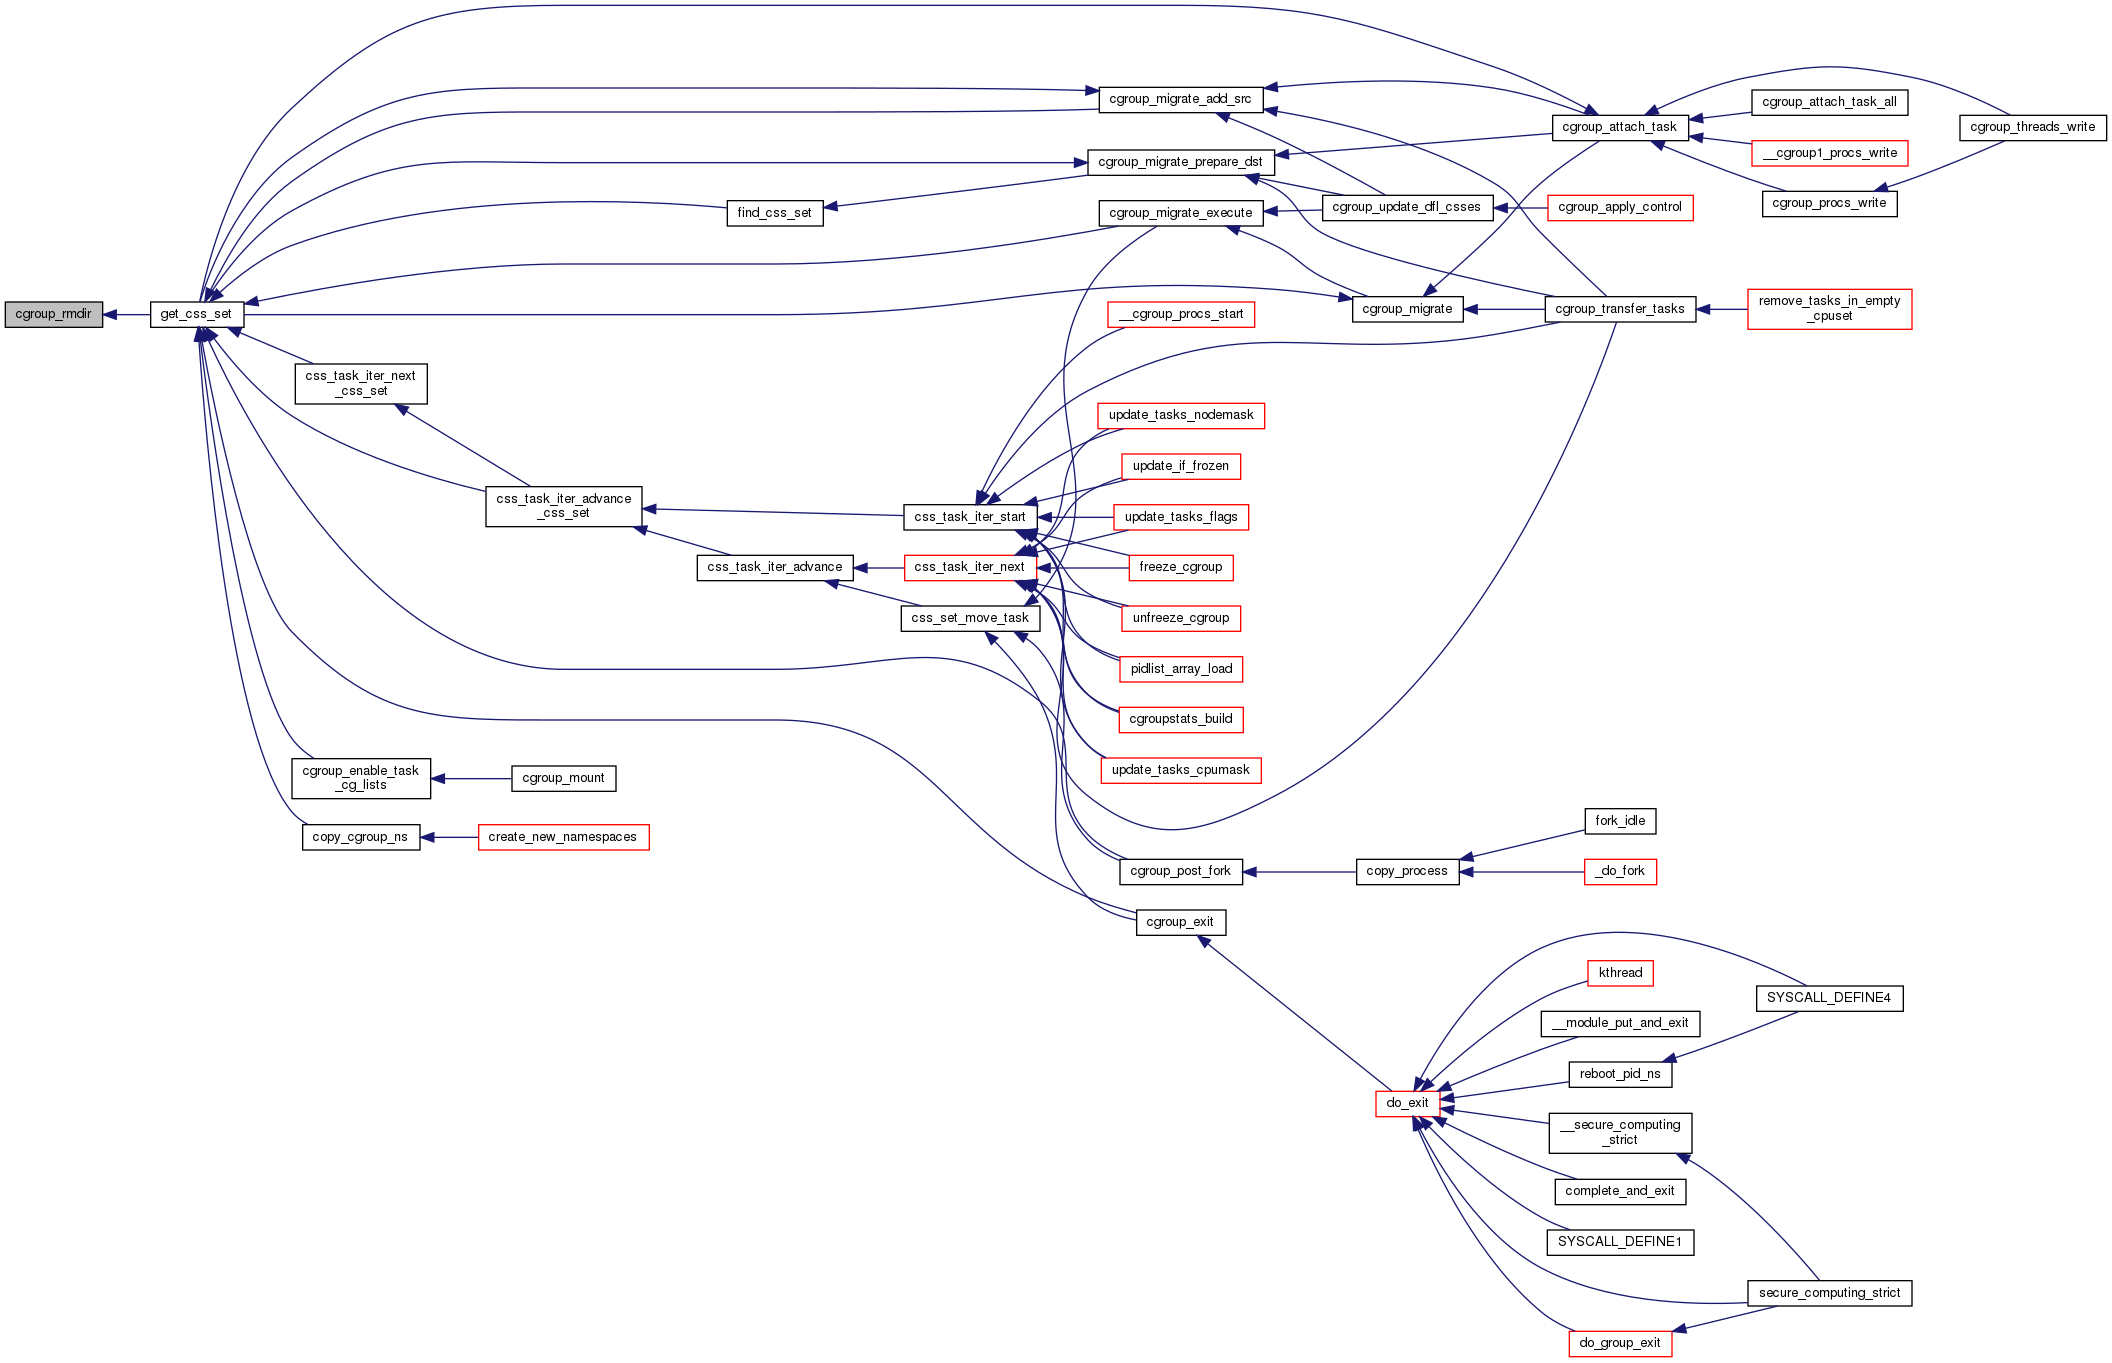 cgroup_rmdir
get_css_set
cgroup_migrate_add_src
cgroup_migrate_prepare_dst
find_css_set
cgroup_migrate_execute
cgroup_update_dfl_csses
cgroup_apply_control
cgroup_attach_task
cgroup_attach_task_all
__cgroup1_procs_write
cgroup_procs_write
cgroup_threads_write
cgroup_migrate
cgroup_transfer_tasks
remove_tasks_in_empty
_cpuset
css_task_iter_next
_css_set
css_task_iter_advance
_css_set
css_task_iter_advance
css_task_iter_start
css_task_iter_next
css_set_move_task
__cgroup_procs_start
update_tasks_nodemask
update_if_frozen
update_tasks_flags
freeze_cgroup
unfreeze_cgroup
pidlist_array_load
cgroupstats_build
update_tasks_cpumask
cgroup_enable_task
_cg_lists
cgroup_mount
copy_cgroup_ns
create_new_namespaces
cgroup_post_fork
copy_process
fork_idle
_do_fork
cgroup_exit
do_exit
kthread
SYSCALL_DEFINE4
__module_put_and_exit
reboot_pid_ns
__secure_computing
_strict
complete_and_exit
SYSCALL_DEFINE1
secure_computing_strict
do_group_exit